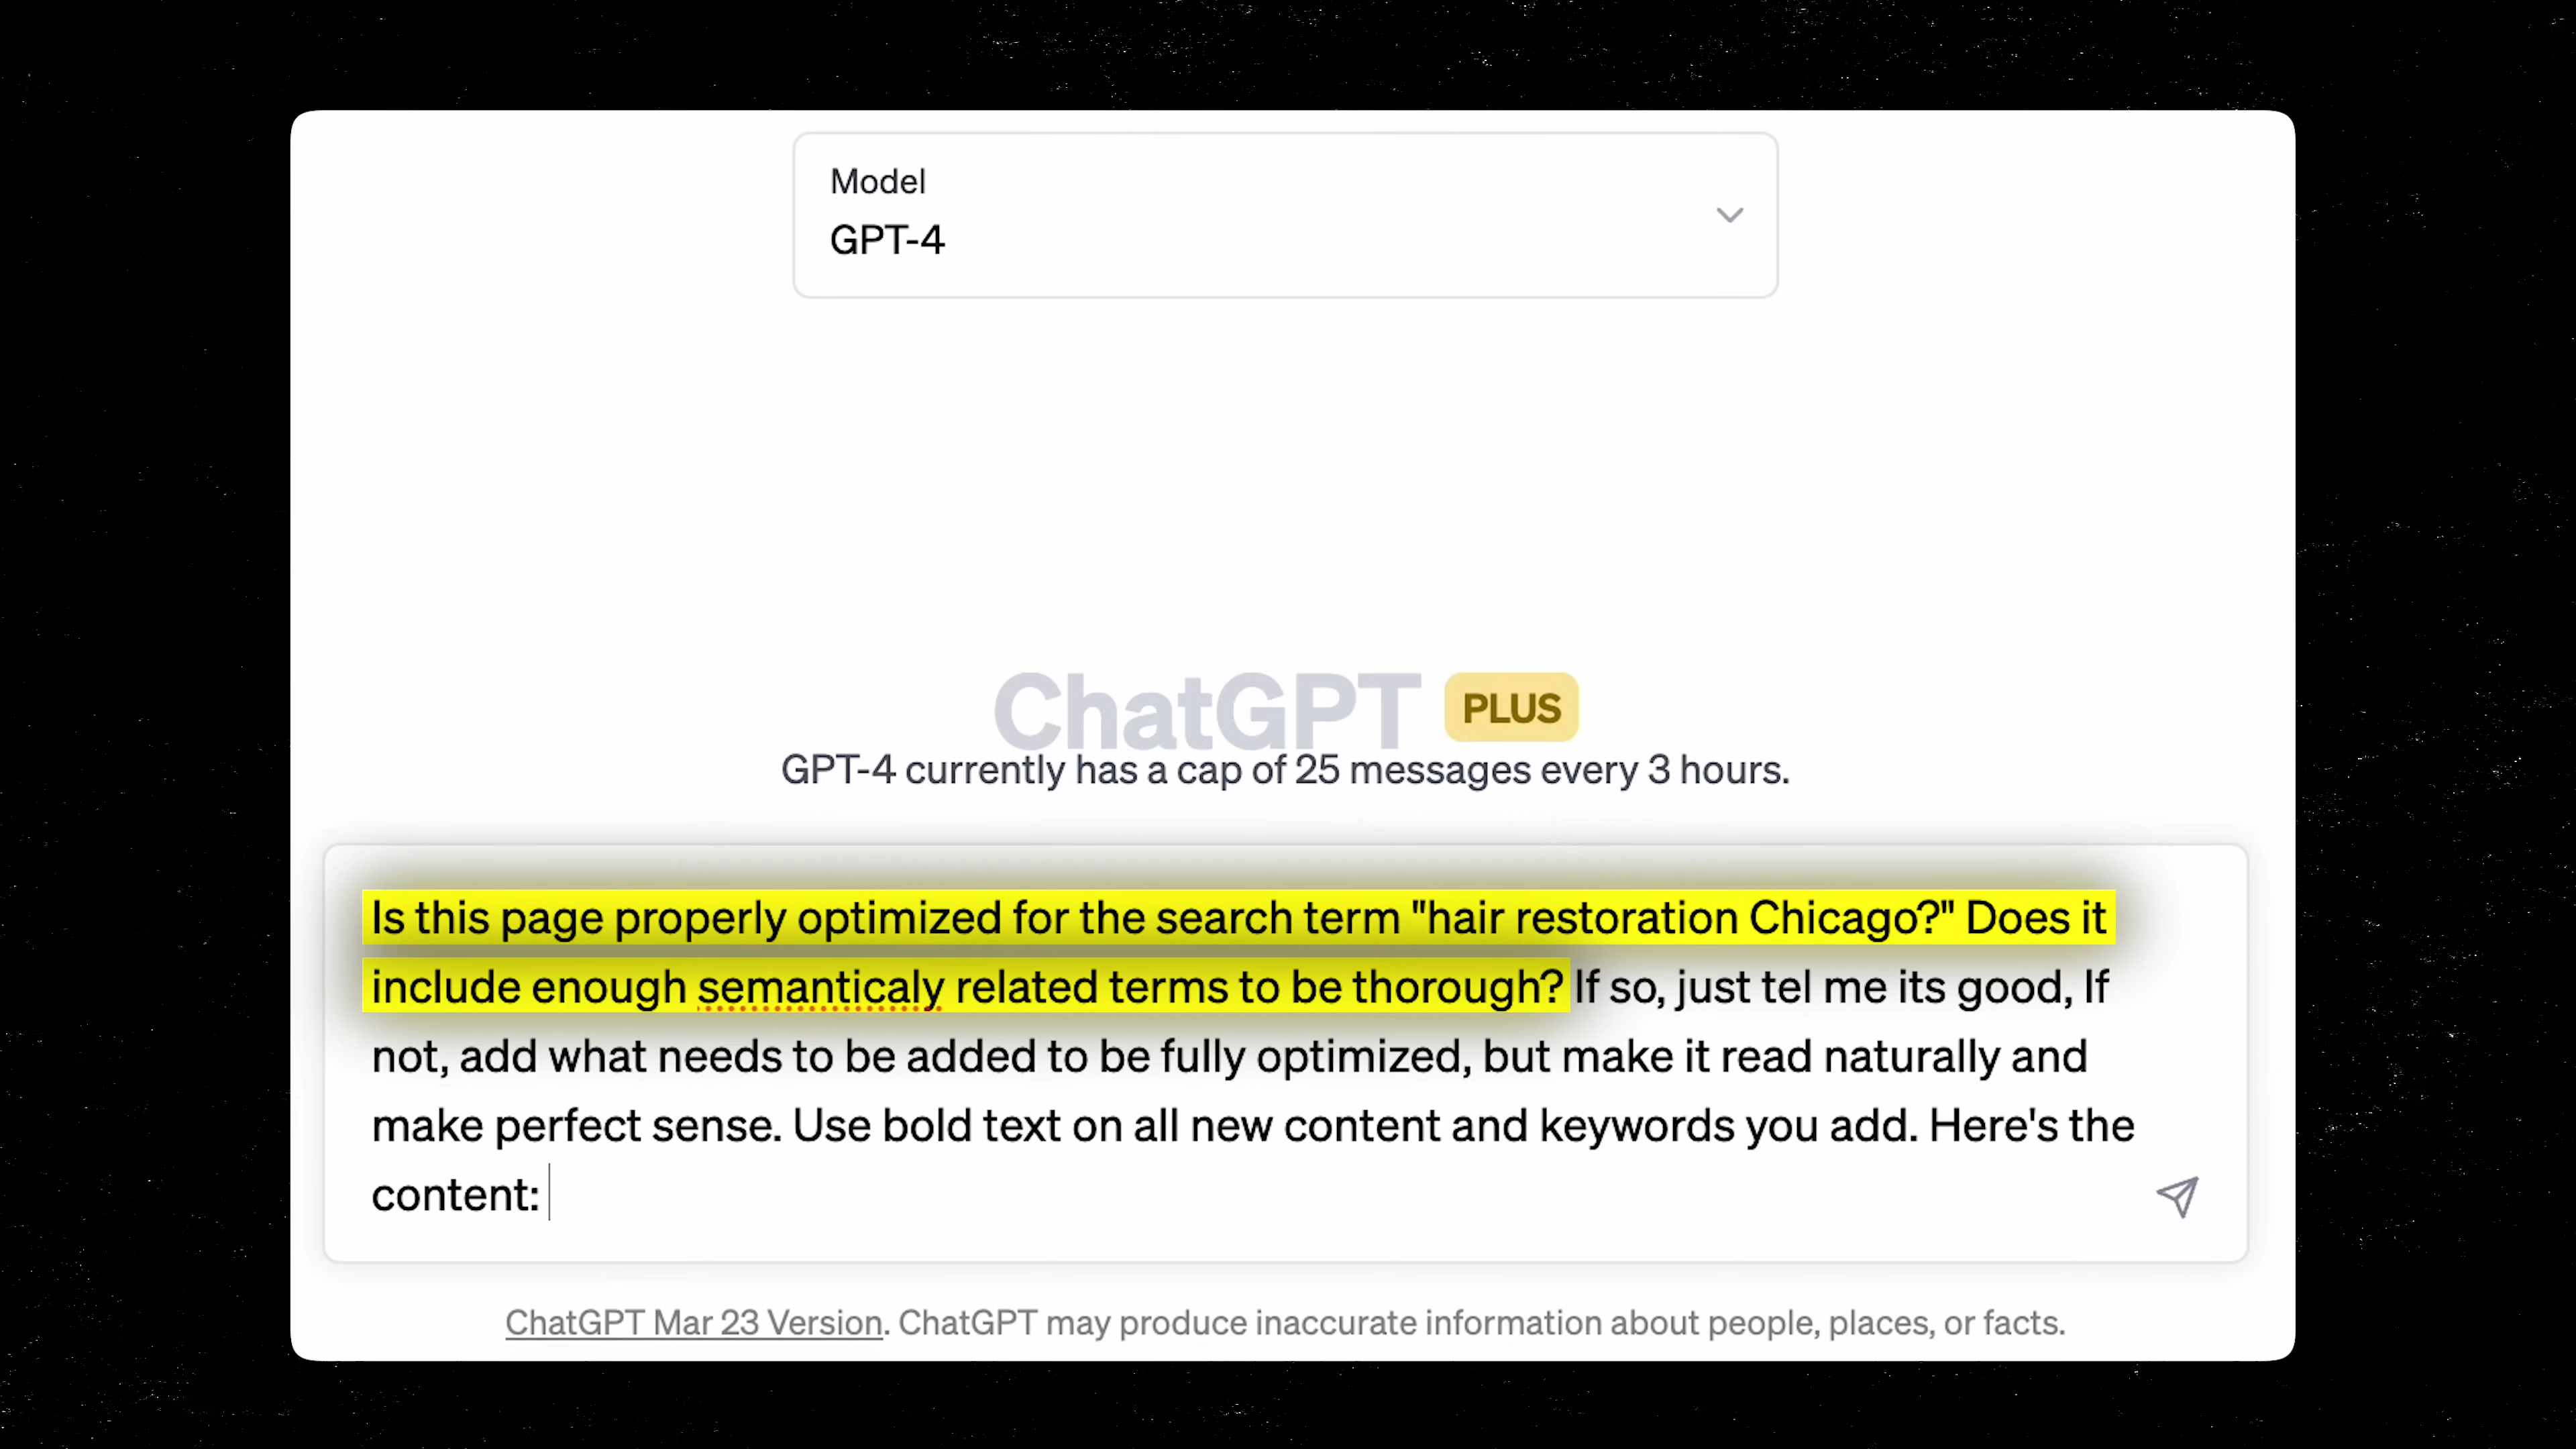 Model
GPT-4
ChatGPT PLUS
GPT-4 currently has a cap of 25 messages every 3 hours.
Is this page properly optimized for the search term "hair restoration Chicago?" Does it
include enough semanticaly related terms to be thorough? If so, just tel me its good, If
not, add what needs to be added to be fully optimized, but make it read naturally and
make perfect sense. Use bold text on all new content and keywords you add. Here's the
content:
ChatGPT Mar 23 Version. ChatGPT may produce inaccurate information about people, places, or facts.